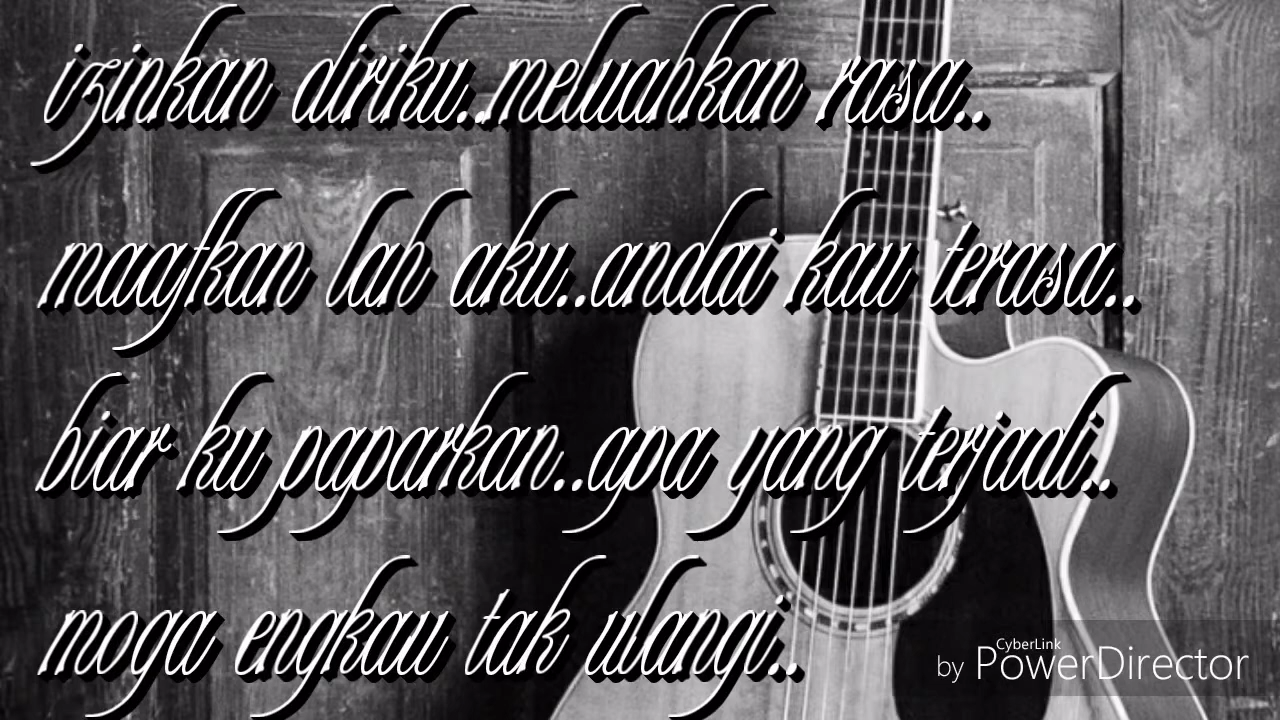 izinkan diriku..meluahkan rasa..
maafkan lah aku..andai kau terasa..
biar ku paparkan..apa yang terjadi..
moga engkau tak ulangi..
by CyberLink PowerDirector